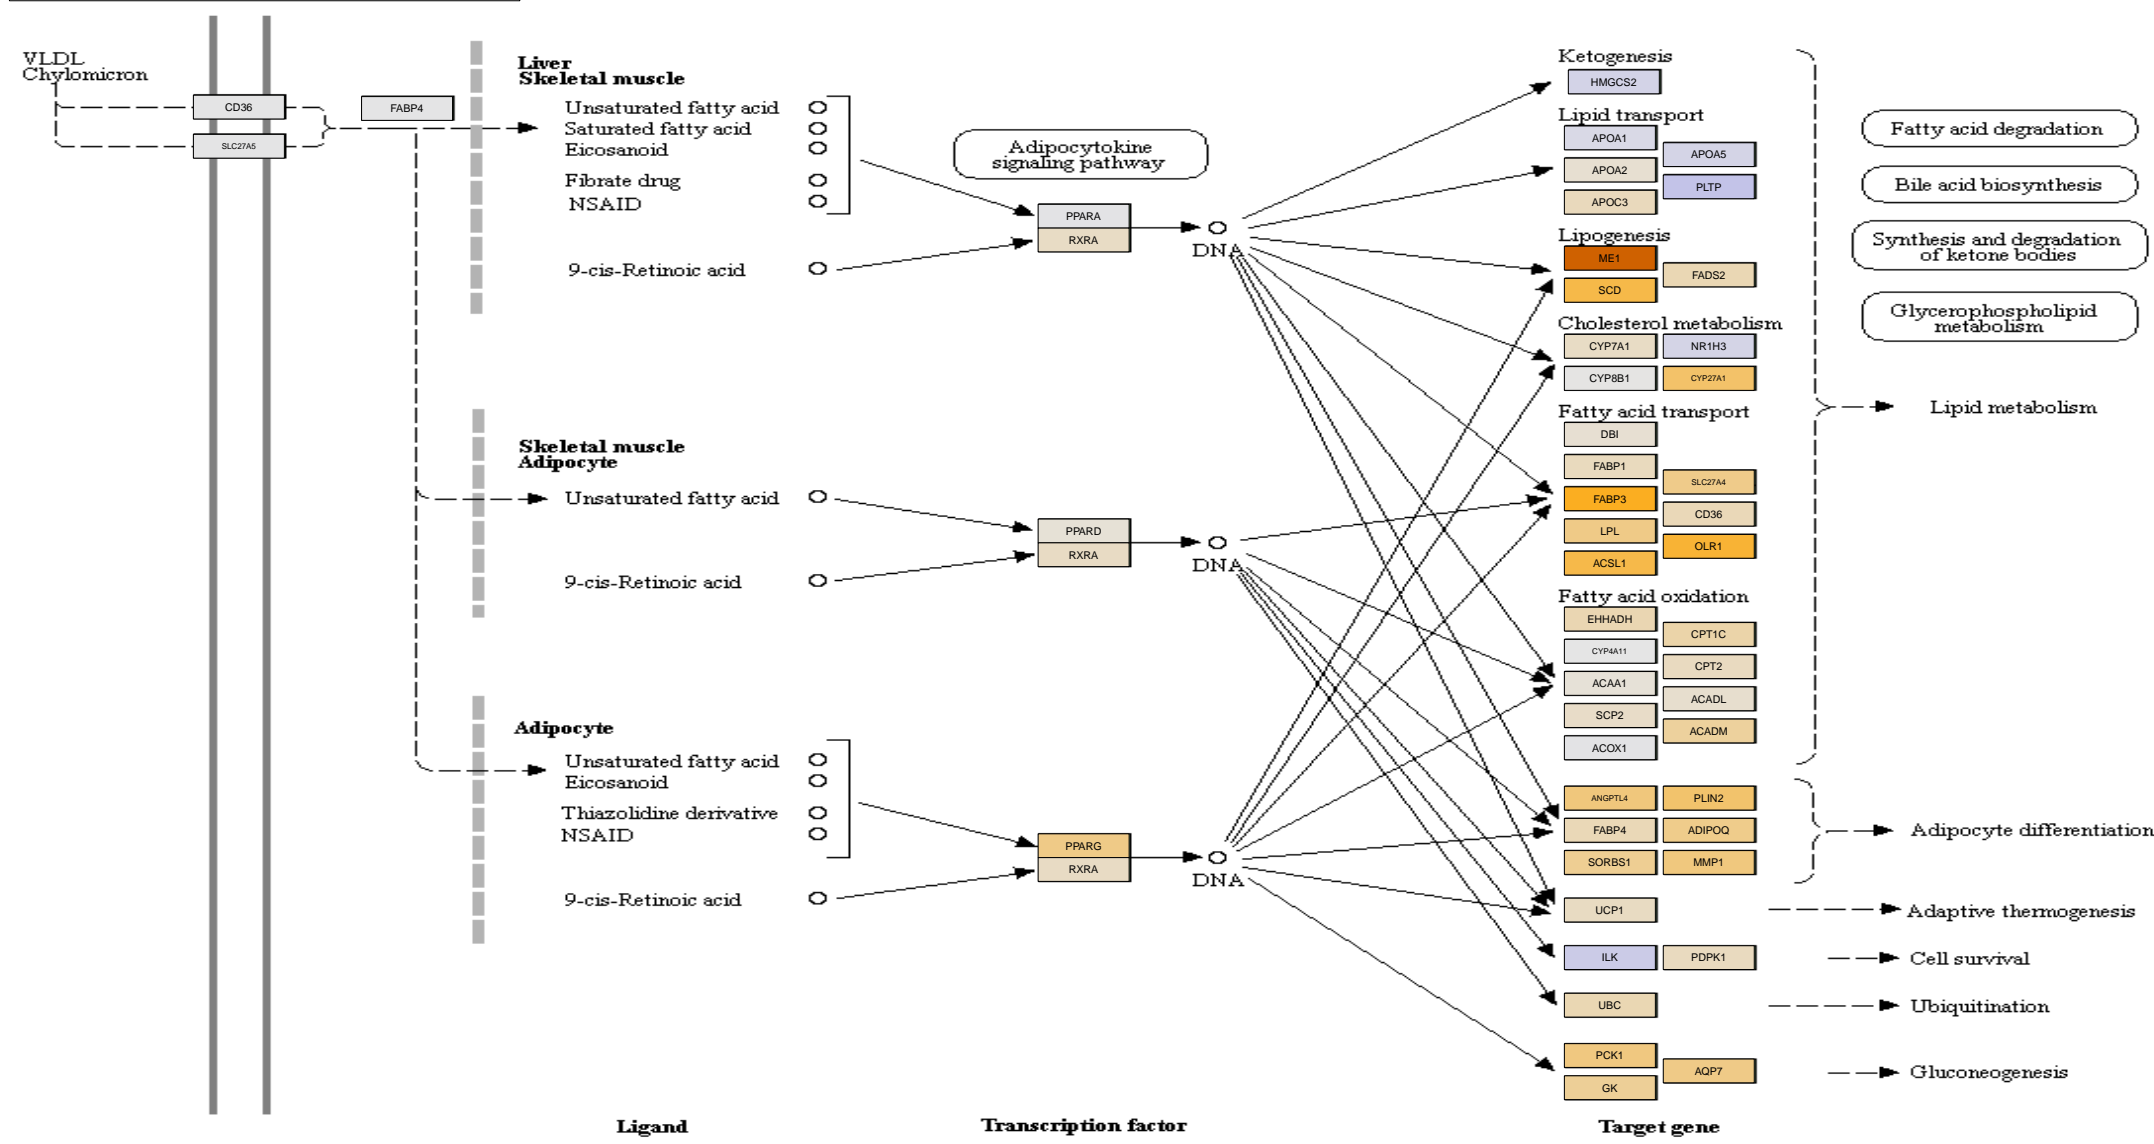 VLDL
Chylomicron
CD36
SLC27A5
FABP4
Liver
Skeletal muscle
Unsaturated fatty acid
Saturated fatty acid
Eicosanoid
Fibrate drug
NSAID
9-cis-Retinoic acid
Adipocytokine
signaling pathway
PPARA
RXRA
DNA
Skeletal muscle
Adipocyte
Unsaturated fatty acid
9-cis-Retinoic acid
PPARD
RXRA
DNA
Adipocyte
Unsaturated fatty acid
Eicosanoid
Thiazolidine derivative
NSAID
9-cis-Retinoic acid
PPARG
RXRA
DNA
Ketogenesis
HMGCS2
Lipid transport
APOA1
APOA5
APOA2
PLTP
APOC3
Lipogenesis
ME1
FADS2
SCD
Cholesterol metabolism
CYP7A1 NR1H3
CYP8B1 CYP27A1
Fatty acid transport
DBI
FABP1
SLC27A4
FABP3
CD36
LPL
OLR1
ACSL1
Fatty acid oxidation
EHHADH
CPT1C
CYP4A11
CPT2
ACAA1
ACADL
SCP2
ACADM
ACOX1
ANGPTL4 PLIN2
FABP4 ADIPOQ
SORBS1 MMP1
UCP1
ILK PDPK1
UBC
PCK1
AQP7
GK
Fatty acid degradation
Bile acid biosynthesis
Synthesis and degradation
of ketone bodies
Glycerophospholipid
metabolism
Lipid metabolism
Adipocyte differentiation
Adaptive thermogenesis
Cell survival
Ubiquitination
Gluconeogenesis
Ligand
Transcription factor
Target gene